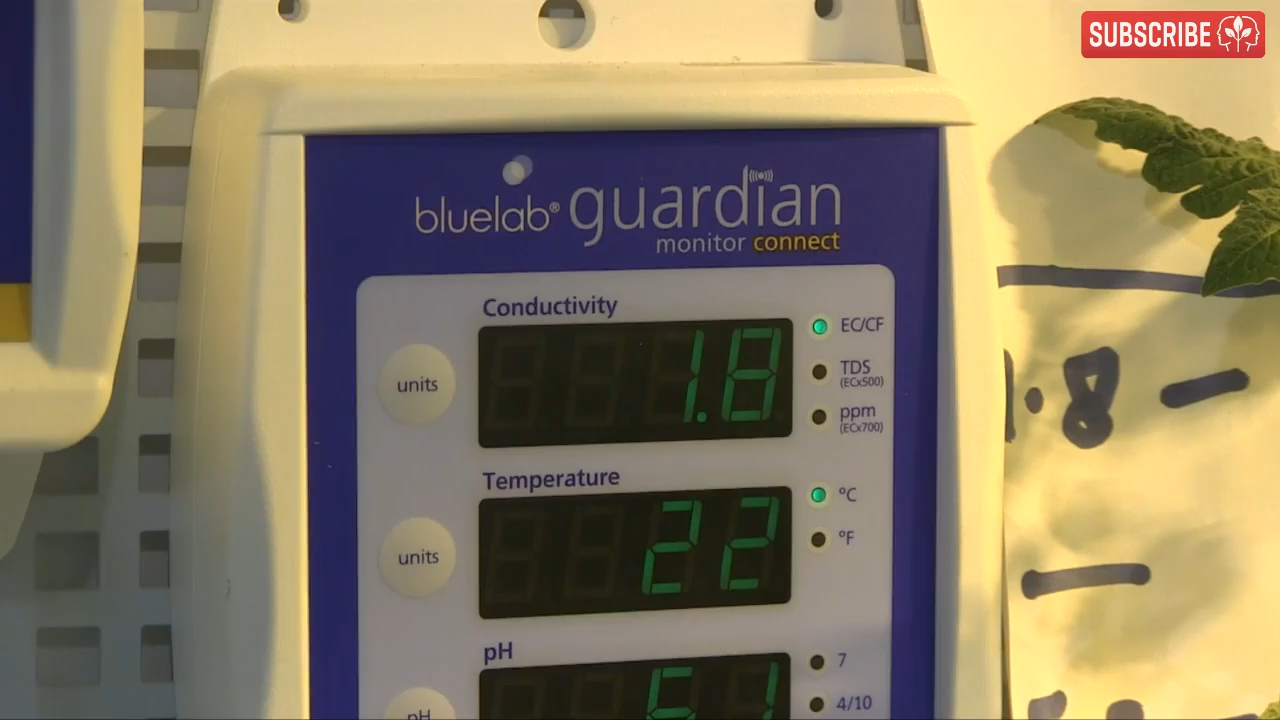 SUBSCRIBE
bluelab® guardian
monitor connect
Conductivity
1.8
EC/CF
units
TDS
(ECx500)
ppm
(ECx700)
.8 -
Temperature
22
°C
units
°F
pH
7
4/10
pH